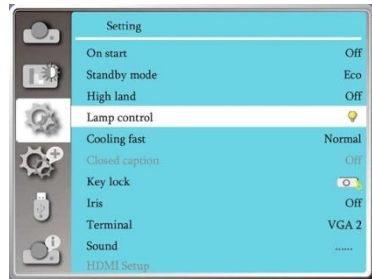 Setting
On start Off
Standby mode Eco
High land Off
Lamp control
Cooling fast Normal
Closed caption Off
Key lock
Iris Off
Terminal VGA 2
Sound ......
HDMI Setup